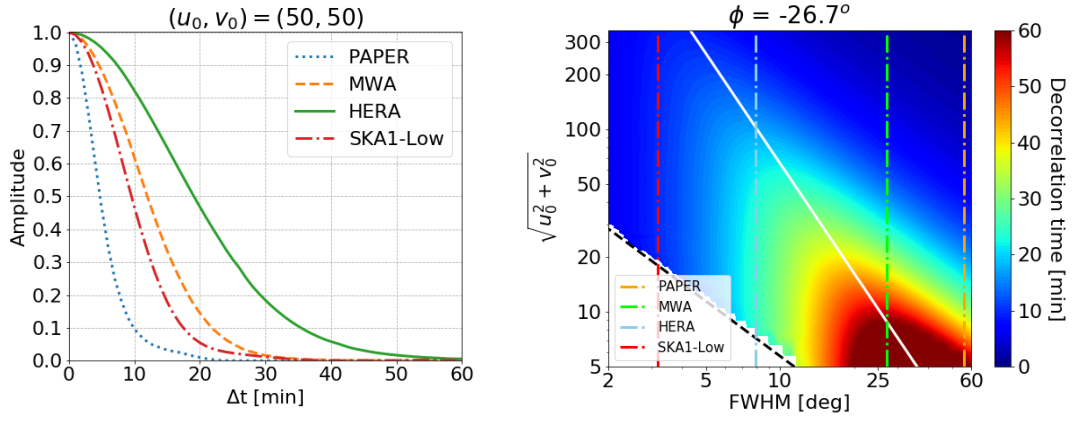 (u₀, v₀) = (50, 50)
1.0
0.9
0.8
0.7
0.6
0.5
0.4
0.3
0.2
0.1
0.0
Amplitude
PAPER
MWA
HERA
SKA1-Low
0 10 20 30 40 50 60
Δt [min]
ϕ = -26.7°
300
200
100
50
20
10
5
√u₀² + v₀²
PAPER
MWA
HERA
SKA1-Low
2 5 10 25 60
FWHM [deg]
60
50
40
30
20
10
0
Decorrelation time [min]